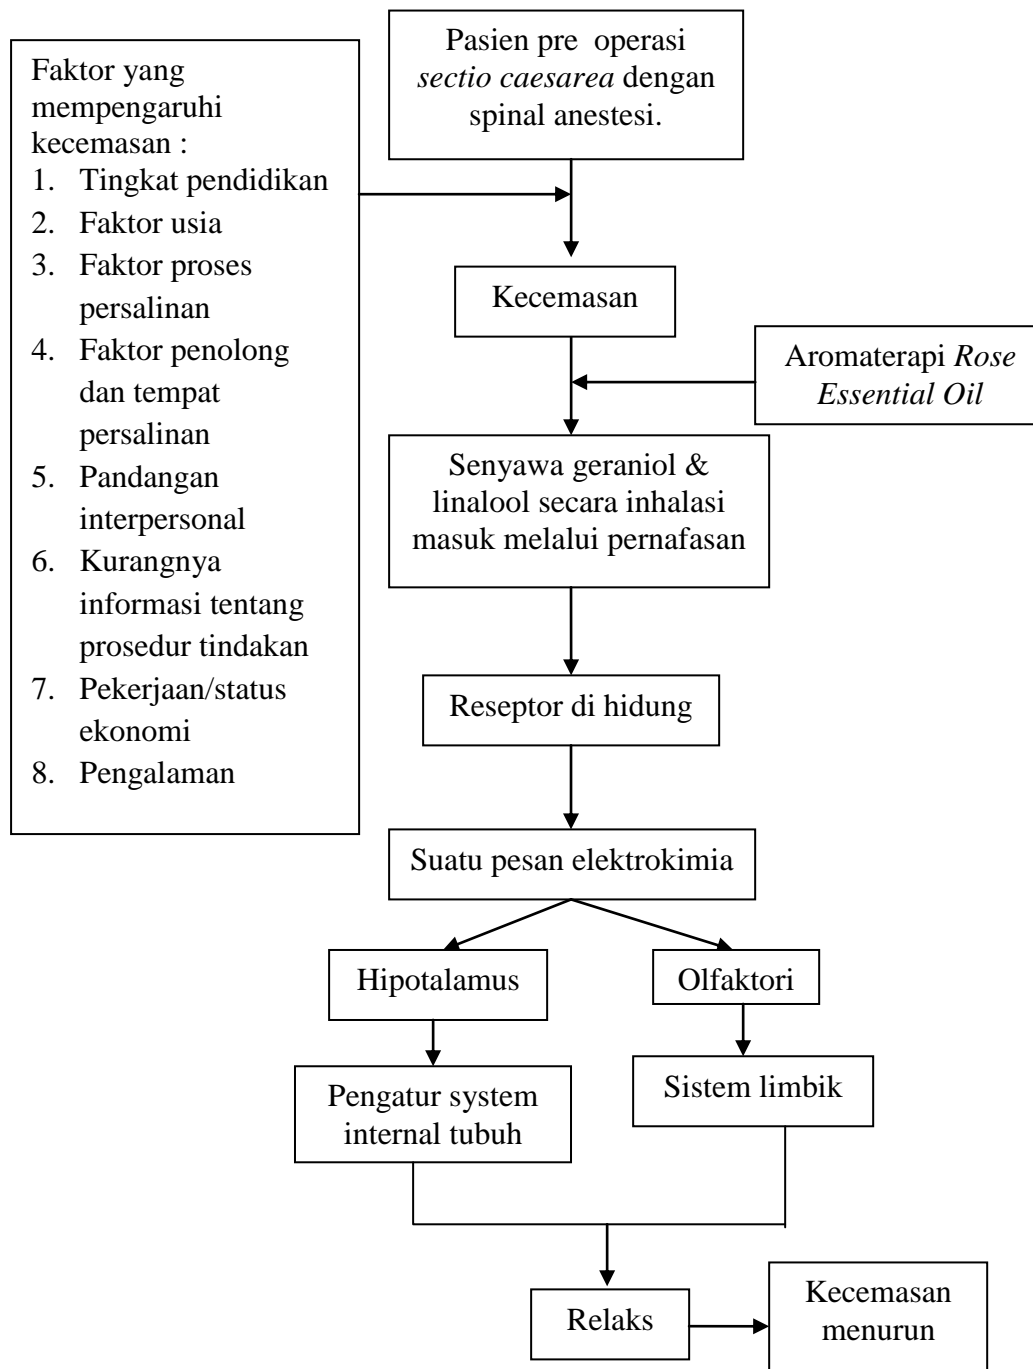 Pasien pre operasi
sectio caesarea dengan
spinal anestesi.
Faktor yang
mempengaruhi
kecemasan :
1. Tingkat pendidikan
2. Faktor usia
3. Faktor proses
persalinan
4. Faktor penolong
dan tempat
persalinan
5. Pandangan
interpersonal
6. Kurangnya
informasi tentang
prosedur tindakan
7. Pekerjaan/status
ekonomi
8. Pengalaman
Kecemasan
Aromaterapi Rose
Essential Oil
Senyawa geraniol &
linalool secara inhalasi
masuk melalui pernafasan
Reseptor di hidung
Suatu pesan elektrokimia
Hipotalamus
Olfaktori
Pengatur system
internal tubuh
Sistem limbik
Relaks
Kecemasan
menurun